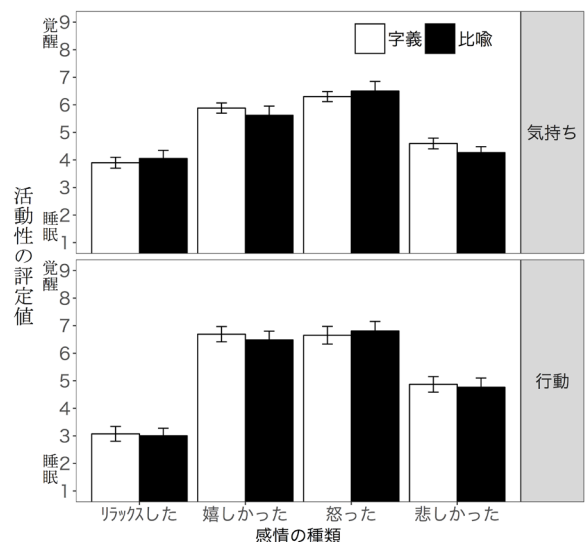 字義 比喩
覚醒
9
8
7
6
5
4
3
2
1
睡眠
気持ち
活動性の評定値
覚醒
9
8
7
6
5
4
3
2
1
睡眠
行動
リラックスした 嬉しかった 怒った 悲しかった
感情の種類